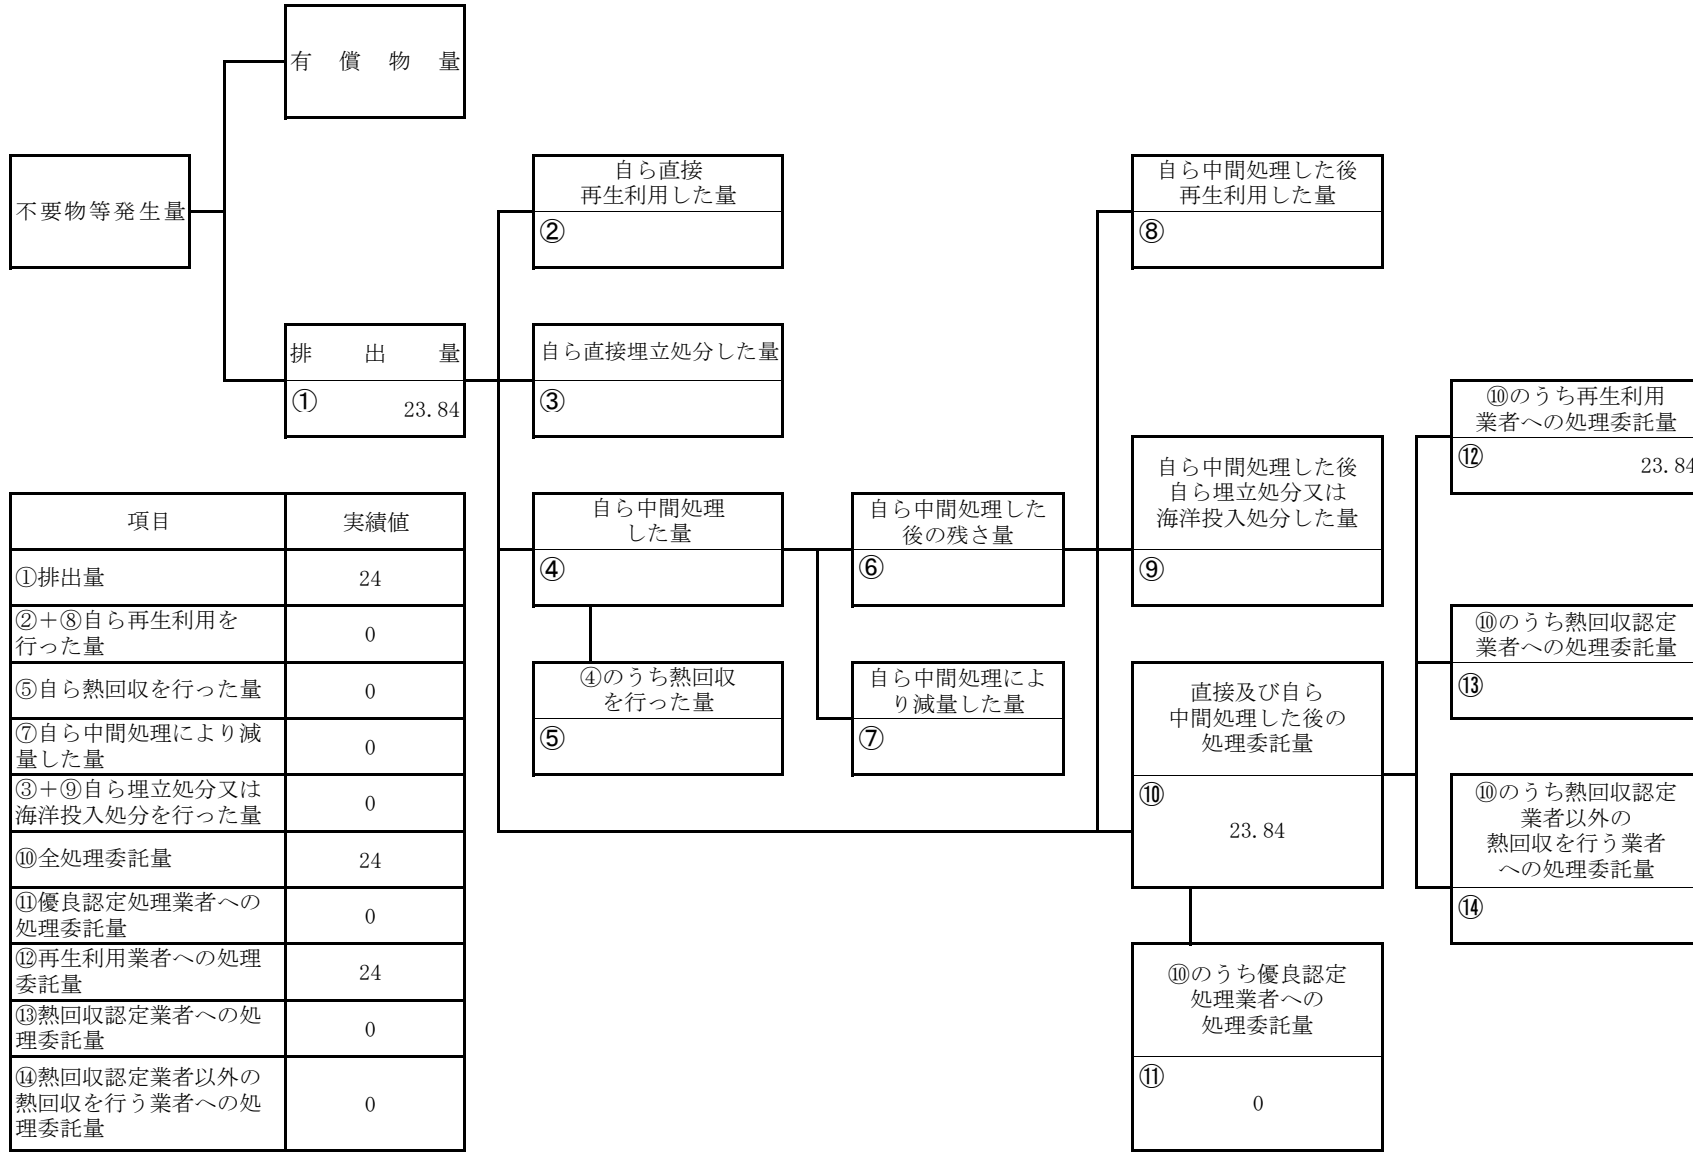 有償物量
不要物等発生量
排出量
①
23.84
自ら直接
再生利用した量
②
自ら直接埋立処分した量
③
自ら中間処理
した量
④
④のうち熱回収
を行った量
⑤
自ら中間処理した
後の残さ量
⑥
自ら中間処理によ
り減量した量
⑦
自ら中間処理した後
再生利用した量
⑧
自ら中間処理した後
自ら埋立処分又は
海洋投入処分した量
⑨
直接及び自ら
中間処理した後の
処理委託量
⑩
23.84
⑩のうち優良認定
処理業者への
処理委託量
⑪
0
⑩のうち再生利用
業者への処理委託量
⑫
23.84
⑩のうち熱回収認定
業者への処理委託量
⑬
⑩のうち熱回収認定
業者以外の
熱回収を行う業者
への処理委託量
⑭
項目 実績値
①排出量 24
②+⑧自ら再生利用を
行った量 0
⑤自ら熱回収を行った量 0
⑦自ら中間処理により減
量した量 0
③+⑨自ら埋立処分又は
海洋投入処分を行った量 0
⑩全処理委託量 24
⑪優良認定処理業者への
処理委託量 0
⑫再生利用業者への処理
委託量 24
⑬熱回収認定業者への処
理委託量 0
⑭熱回収認定業者以外の
熱回収を行う業者への処
理委託量 0